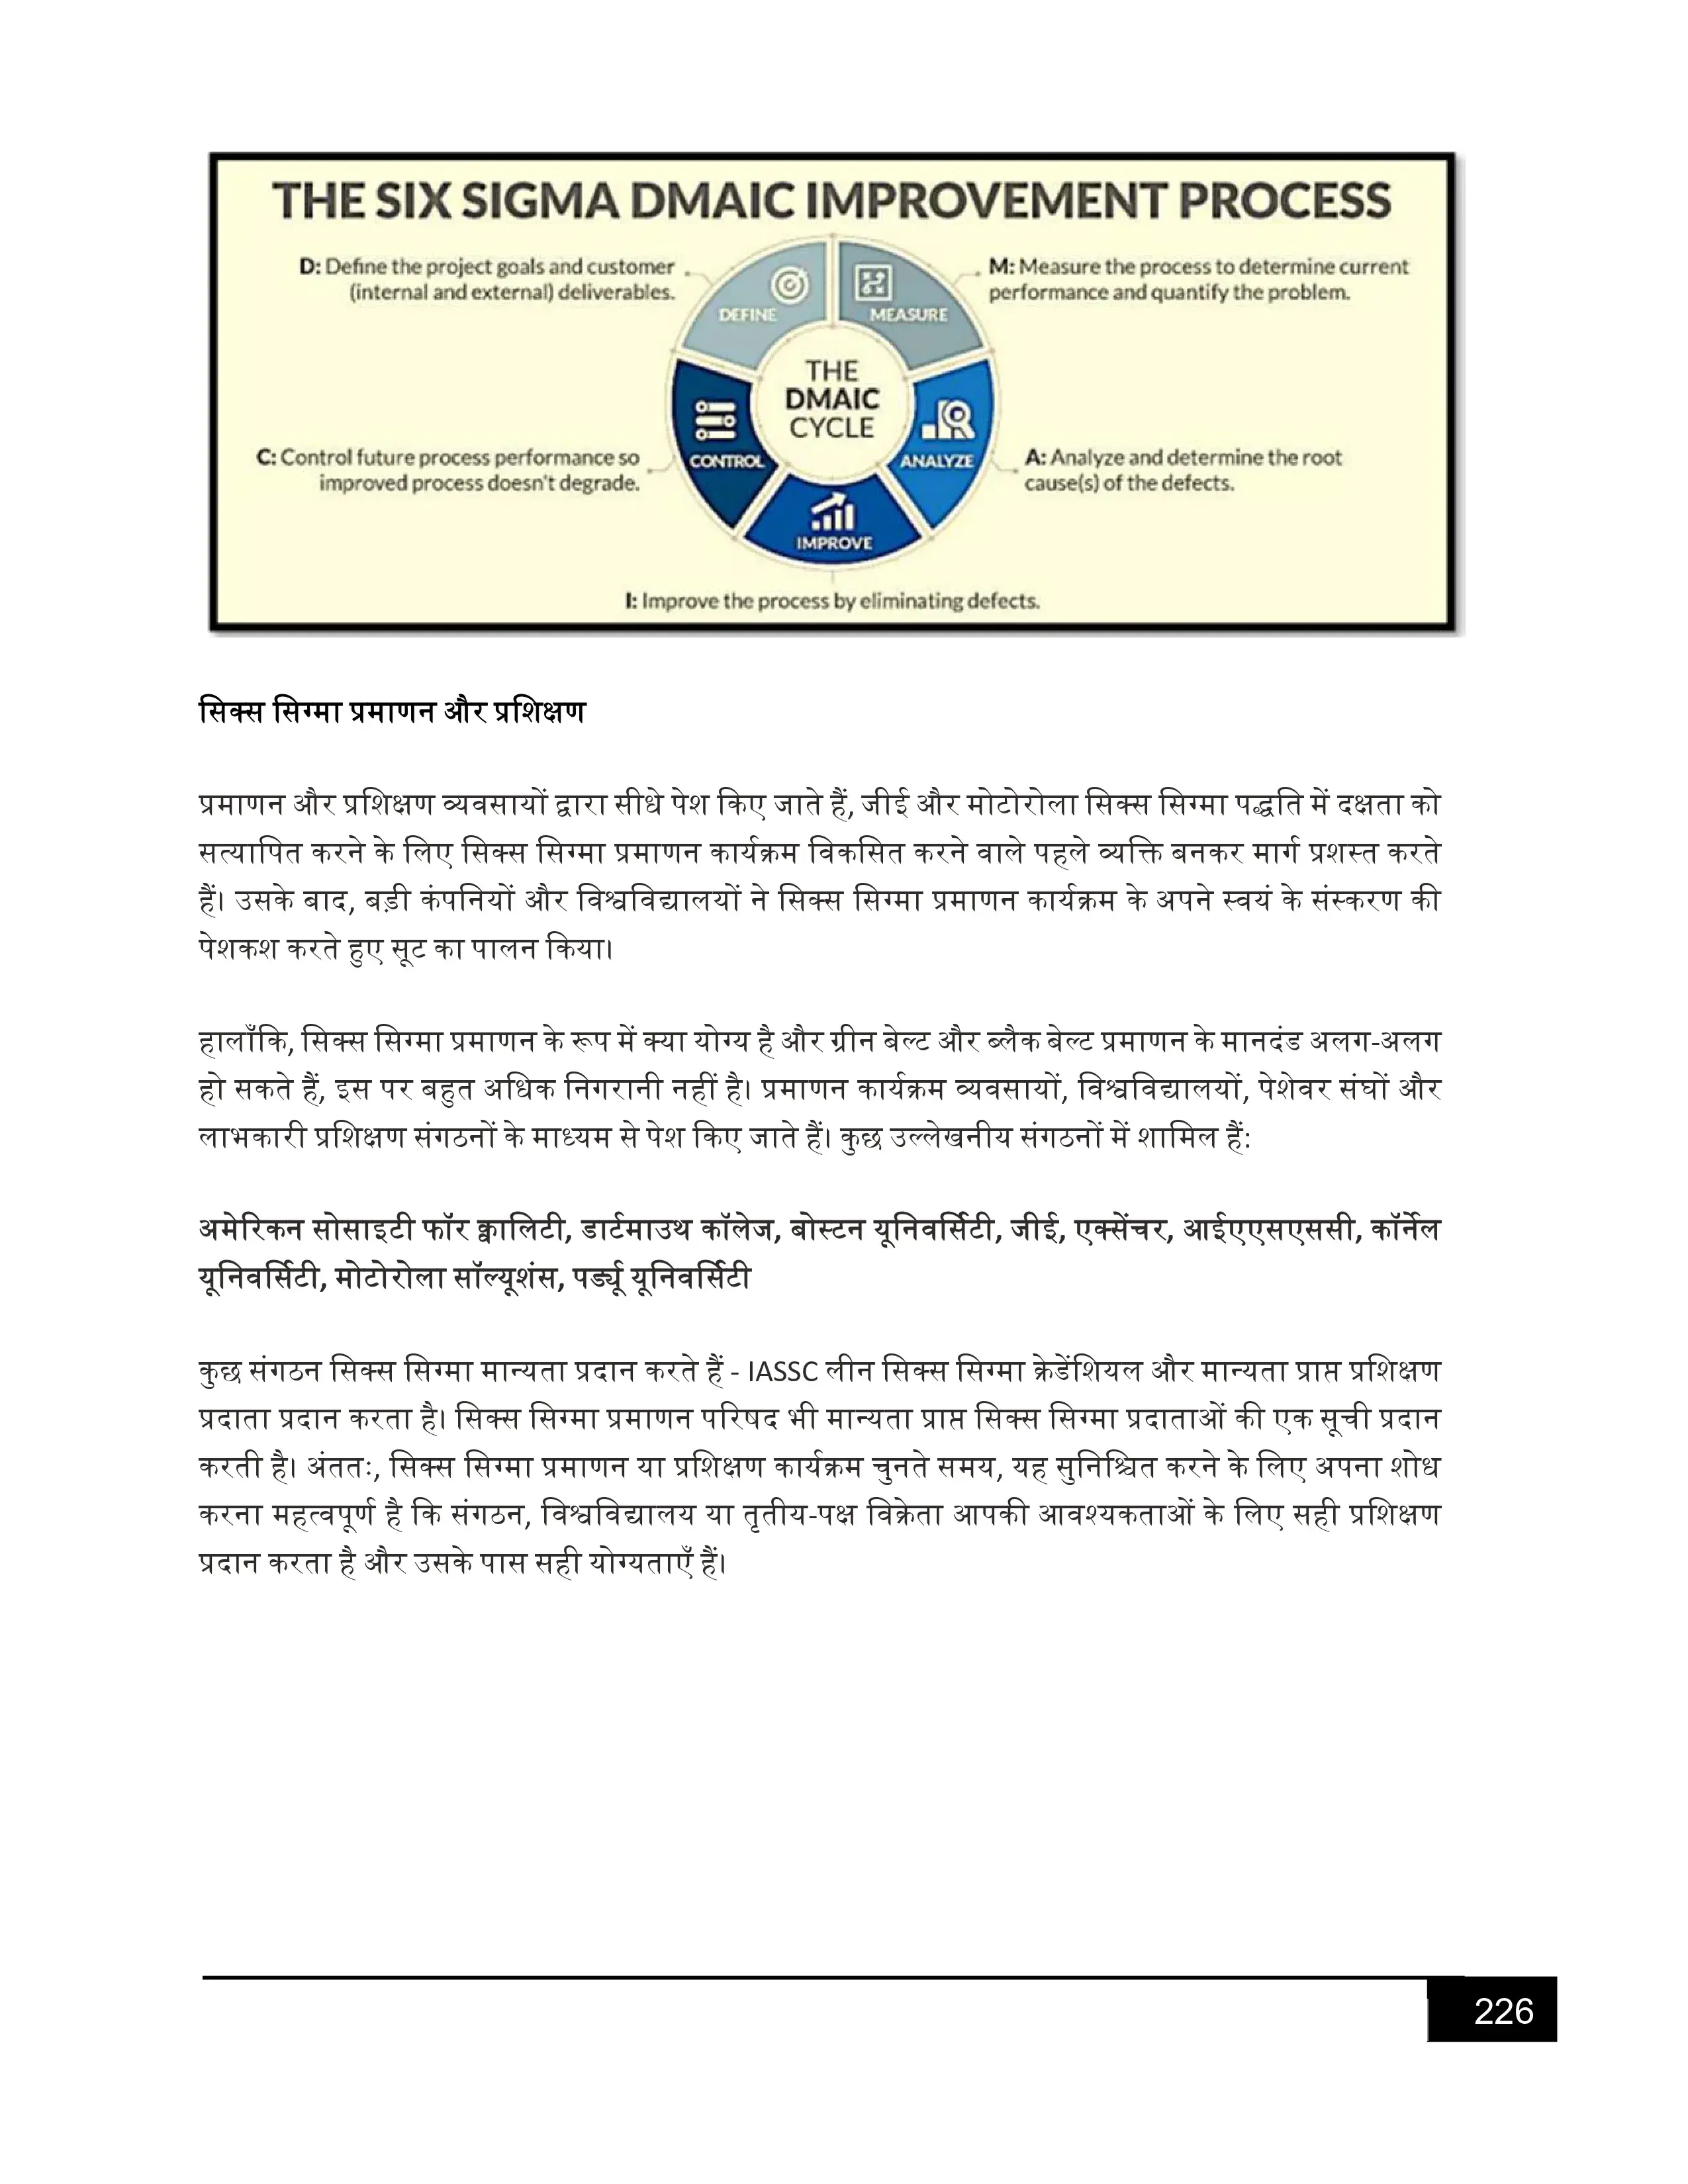 THE SIX SIGMA DMAIC IMPROVEMENT PROCESS
D: Define the project goals and customer
(internal and external) deliverables.
M: Measure the process to determine current
performance and quantify the problem.
DEFINE
MEASURE
THE
DMAIC
CYCLE
CONTROL
ANALYZE
C: Control future process performance so
improved process doesn't degrade.
A: Analyze and determine the root
cause(s) of the defects.
IMPROVE
I: Improve the process by eliminating defects.
सिक्स सिग्मा प्रमाणन और प्रशिक्षण
प्रमाणन और प्रशिक्षण व्यवसायों द्वारा सीधे पेश किए जाते हैं, जीई और मोटोरोला सिक्स सिग्मा पद्धति में दक्षता को
सत्यापित करने के लिए सिक्स सिग्मा प्रमाणन कार्यक्रम विकसित करने वाले पहले व्यक्ति बनकर मार्ग प्रशस्त करते
हैं। उसके बाद, बड़ी कंपनियों और विश्वविद्यालयों ने सिक्स सिग्मा प्रमाणन कार्यक्रम के अपने स्वयं के संस्करण की
पेशकश करते हुए सूट का पालन किया।
हालाँकि, सिक्स सिग्मा प्रमाणन के रूप में क्या योग्य है और ग्रीन बेल्ट और ब्लैक बेल्ट प्रमाणन के मानदंड अलग-अलग
हो सकते हैं, इस पर बहुत अधिक निगरानी नहीं है। प्रमाणन कार्यक्रम व्यवसायों, विश्वविद्यालयों, पेशेवर संघों और
लाभकारी प्रशिक्षण संगठनों के माध्यम से पेश किए जाते हैं। कुछ उल्लेखनीय संगठनों में शामिल हैं:
अमेरिकन सोसाइटी फॉर क्वालिटी, डार्टमाउथ कॉलेज, बोस्टन यूनिवर्सिटी, जीई, एक्सेंचर, आईएएसएससी, कॉर्नेल
यूनिवर्सिटी, मोटोरोला सॉल्यूशंस, पर्ड्यू यूनिवर्सिटी
कुछ संगठन सिक्स सिग्मा मान्यता प्रदान करते हैं - IASSC लीन सिक्स सिग्मा क्रेडेंशियल और मान्यता प्राप्त प्रशिक्षण
प्रदाता प्रदान करता है। सिक्स सिग्मा प्रमाणन परिषद भी मान्यता प्राप्त सिक्स सिग्मा प्रदाताओं की एक सूची प्रदान
करती है। अंततः, सिक्स सिग्मा प्रमाणन या प्रशिक्षण कार्यक्रम चुनते समय, यह सुनिश्चित करने के लिए अपना शोध
करना महत्वपूर्ण है कि संगठन, विश्वविद्यालय या तृतीय-पक्ष विक्रेता आपकी आवश्यकताओं के लिए सही प्रशिक्षण
प्रदान करता है और उसके पास सही योग्यताएँ हैं।
226